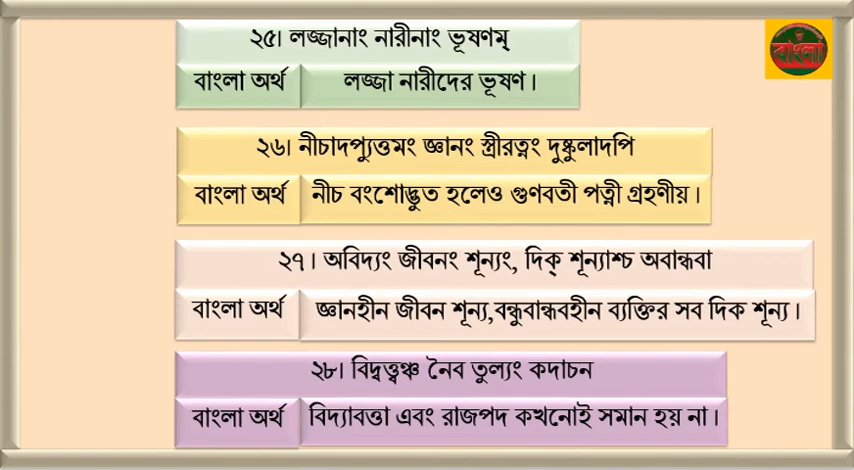 ২৫। লজ্জানাং নারীনাং ভূষণম্
বাংলা অর্থ লজ্জা নারীদের ভূষণ।
বাংলা
২৬। নীচাদপ্যুত্তমং জ্ঞানং স্ত্রীরত্নং দুষ্কুলাদপি
বাংলা অর্থ নীচ বংশোদ্ভুত হলেও গুণবতী পত্নী গ্রহণীয়।
২৭। অবিদ্যং জীবনং শূন্যং, দিক্ শূন্যাশ্চ অবান্ধবা
বাংলা অর্থ জ্ঞানহীন জীবন শূন্য,বন্ধুবান্ধবহীন ব্যক্তির সব দিক শূন্য।
২৮। বিদ্বত্ত্বঞ্চ নৈব তুল্যং কদাচন
বাংলা অর্থ বিদ্যাবত্তা এবং রাজপদ কখনোই সমান হয় না।